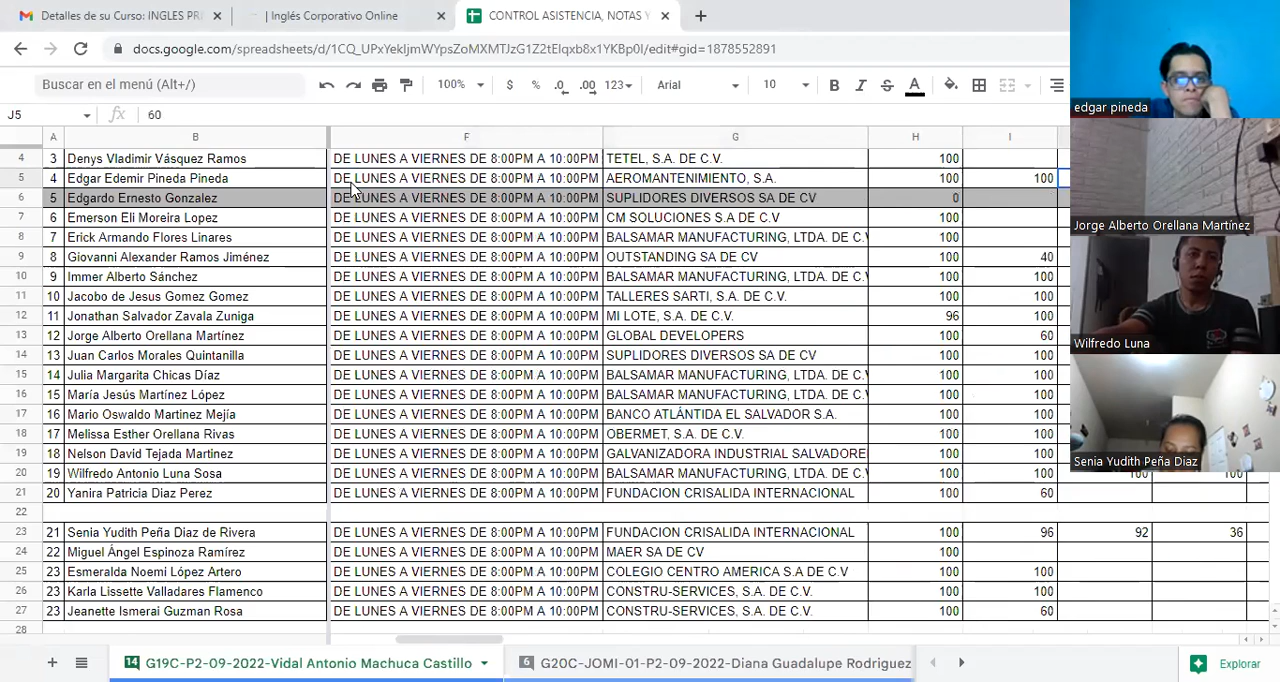 Detalles de su Curso: INGLES PRI
| Inglés Corporativo Online
CONTROL ASISTENCIA, NOTAS Y
docs.google.com/spreadsheets/d/1CQ_UPxYekIjmWYpsZoMXMTJzG1Z2tElqxb8x1YKBp0I/edit#gid=1878552891
Buscar en el menú (Alt+/)
100%
$ % .0 .00 123
Arial
10
B I S A
J5
fx 60
A B F G H I
4 3 Denys Vladimir Vásquez Ramos DE LUNES A VIERNES DE 8:00PM A 10:00PM TETEL, S.A. DE C.V. 100
5 4 Edgar Edemir Pineda Pineda DE LUNES A VIERNES DE 8:00PM A 10:00PM AEROMANTENIMIENTO, S.A. 100 100
6 5 Edgardo Ernesto Gonzalez DE LUNES A VIERNES DE 8:00PM A 10:00PM SUPLIDORES DIVERSOS SA DE CV 0
7 6 Emerson Eli Moreira Lopez DE LUNES A VIERNES DE 8:00PM A 10:00PM CM SOLUCIONES S.A DE C.V 100
8 7 Erick Armando Flores Linares DE LUNES A VIERNES DE 8:00PM A 10:00PM BALSAMAR MANUFACTURING, LTDA. DE C.V 100
9 8 Giovanni Alexander Ramos Jiménez DE LUNES A VIERNES DE 8:00PM A 10:00PM OUTSTANDING SA DE CV 100 40
10 9 Immer Alberto Sánchez DE LUNES A VIERNES DE 8:00PM A 10:00PM BALSAMAR MANUFACTURING, LTDA. DE C.V 100 100
11 10 Jacobo de Jesus Gomez Gomez DE LUNES A VIERNES DE 8:00PM A 10:00PM TALLERES SARTI, S.A. DE C.V. 100 100
12 11 Jonathan Salvador Zavala Zuniga DE LUNES A VIERNES DE 8:00PM A 10:00PM MI LOTE, S.A. DE C.V. 96 100
13 12 Jorge Alberto Orellana Martínez DE LUNES A VIERNES DE 8:00PM A 10:00PM GLOBAL DEVELOPERS 100 60
14 13 Juan Carlos Morales Quintanilla DE LUNES A VIERNES DE 8:00PM A 10:00PM SUPLIDORES DIVERSOS SA DE CV 100 100
15 14 Julia Margarita Chicas Díaz DE LUNES A VIERNES DE 8:00PM A 10:00PM BALSAMAR MANUFACTURING, LTDA. DE C.V 100 100
16 15 María Jesús Martínez López DE LUNES A VIERNES DE 8:00PM A 10:00PM BALSAMAR MANUFACTURING, LTDA. DE C.V 100 100
17 16 Mario Oswaldo Martinez Mejía DE LUNES A VIERNES DE 8:00PM A 10:00PM BANCO ATLÁNTIDA EL SALVADOR S.A. 100 100
18 17 Melissa Esther Orellana Rivas DE LUNES A VIERNES DE 8:00PM A 10:00PM OBERMET, S.A. DE C.V. 100 100
19 18 Nelson David Tejada Martinez DE LUNES A VIERNES DE 8:00PM A 10:00PM GALVANIZADORA INDUSTRIAL SALVADORE 100 100
20 19 Wilfredo Antonio Luna Sosa DE LUNES A VIERNES DE 8:00PM A 10:00PM BALSAMAR MANUFACTURING, LTDA. DE C.V 100 100 100 100
21 20 Yanira Patricia Diaz Perez DE LUNES A VIERNES DE 8:00PM A 10:00PM FUNDACION CRISALIDA INTERNACIONAL 100 60
22
23 21 Senia Yudith Peña Diaz de Rivera DE LUNES A VIERNES DE 8:00PM A 10:00PM FUNDACION CRISALIDA INTERNACIONAL 100 96 92 36
24 22 Miguel Ángel Espinoza Ramírez DE LUNES A VIERNES DE 8:00PM A 10:00PM MAER SA DE CV 100
25 23 Esmeralda Noemi López Artero DE LUNES A VIERNES DE 8:00PM A 10:00PM COLEGIO CENTRO AMERICA S.A DE C.V 100 100
26 23 Karla Lissette Valladares Flamenco DE LUNES A VIERNES DE 8:00PM A 10:00PM CONSTRU-SERVICES, S.A. DE C.V. 100 100
27 23 Jeanette Ismerai Guzman Rosa DE LUNES A VIERNES DE 8:00PM A 10:00PM CONSTRU-SERVICES, S.A. DE C.V. 100 60
28
14 G19C-P2-09-2022-Vidal Antonio Machuca Castillo
6 G20C-JOMI-01-P2-09-2022-Diana Guadalupe Rodriguez
Explorar
edgar pineda
Jorge Alberto Orellana Martínez
Wilfredo Luna
Senia Yudith Peña Diaz